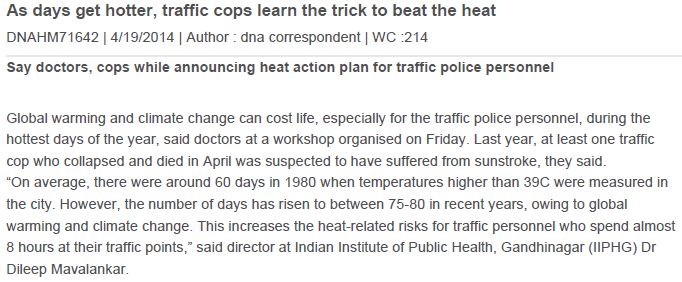 As days get hotter, traffic cops learn the trick to beat the heat
DNAHM71642 | 4/19/2014 | Author : dna correspondent | WC :214
Say doctors, cops while announcing heat action plan for traffic police personnel
Global warming and climate change can cost life, especially for the traffic police personnel, during the
hottest days of the year, said doctors at a workshop organised on Friday. Last year, at least one traffic
cop who collapsed and died in April was suspected to have suffered from sunstroke, they said.
“On average, there were around 60 days in 1980 when temperatures higher than 39C were measured in
the city. However, the number of days has risen to between 75-80 in recent years, owing to global
warming and climate change. This increases the heat-related risks for traffic personnel who spend almost
8 hours at their traffic points,” said director at Indian Institute of Public Health, Gandhinagar (IIPHG) Dr
Dileep Mavalankar.